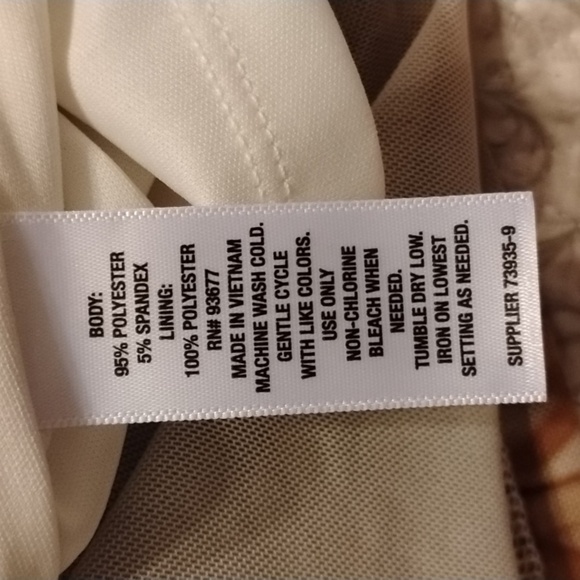 BODY:
95% POLYESTER
5% SPANDEX
LINING:
100% POLYESTER
RN# 93677
MADE IN VIETNAM
MACHINE WASH COLD.
GENTLE CYCLE
WITH LIKE COLORS.
USE ONLY
NON-CHLORINE
BLEACH WHEN
NEEDED.
TUMBLE DRY LOW.
IRON ON LOWEST
SETTING AS NEEDED.
SUPPLIER 73935-9